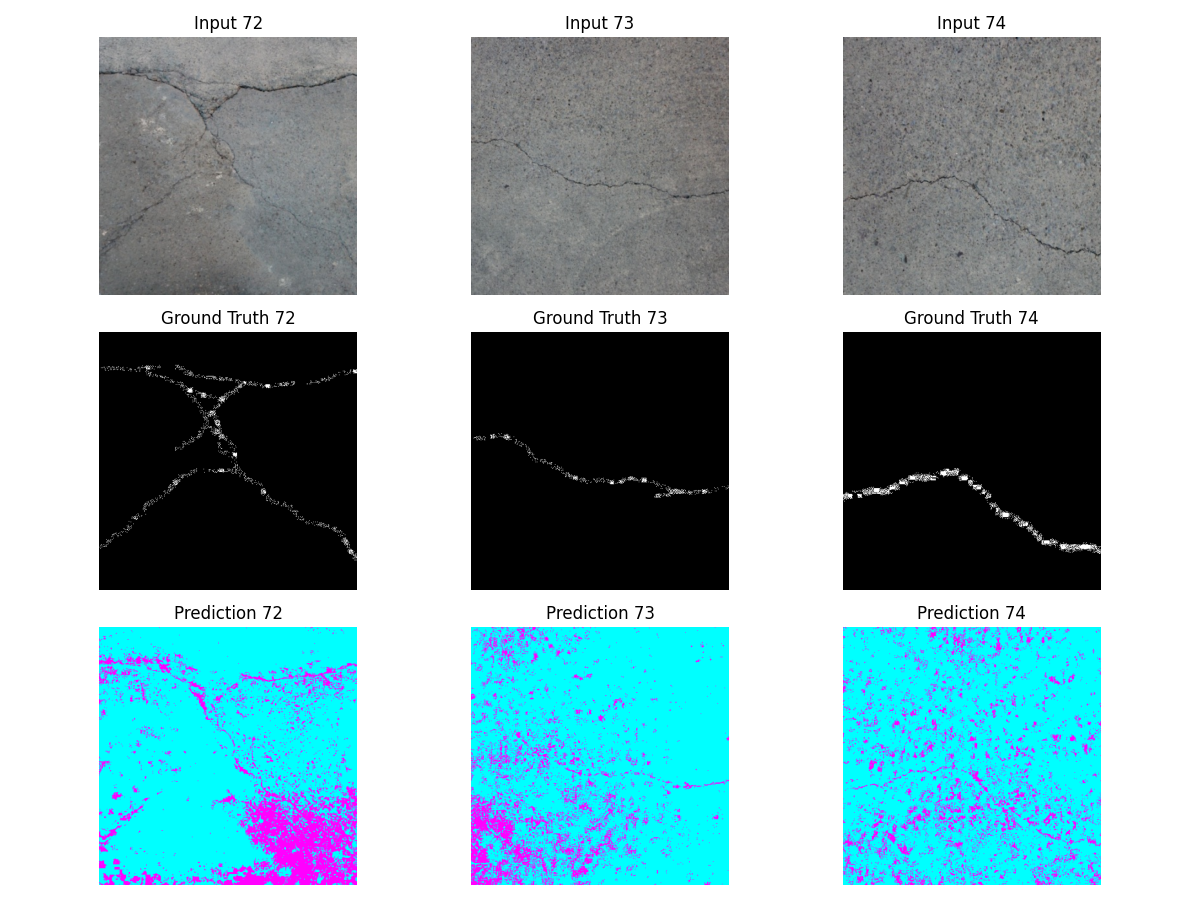 Input 72
Input 73
Input 74
Ground Truth 72
Ground Truth 73
Ground Truth 74
Prediction 72
Prediction 73
Prediction 74